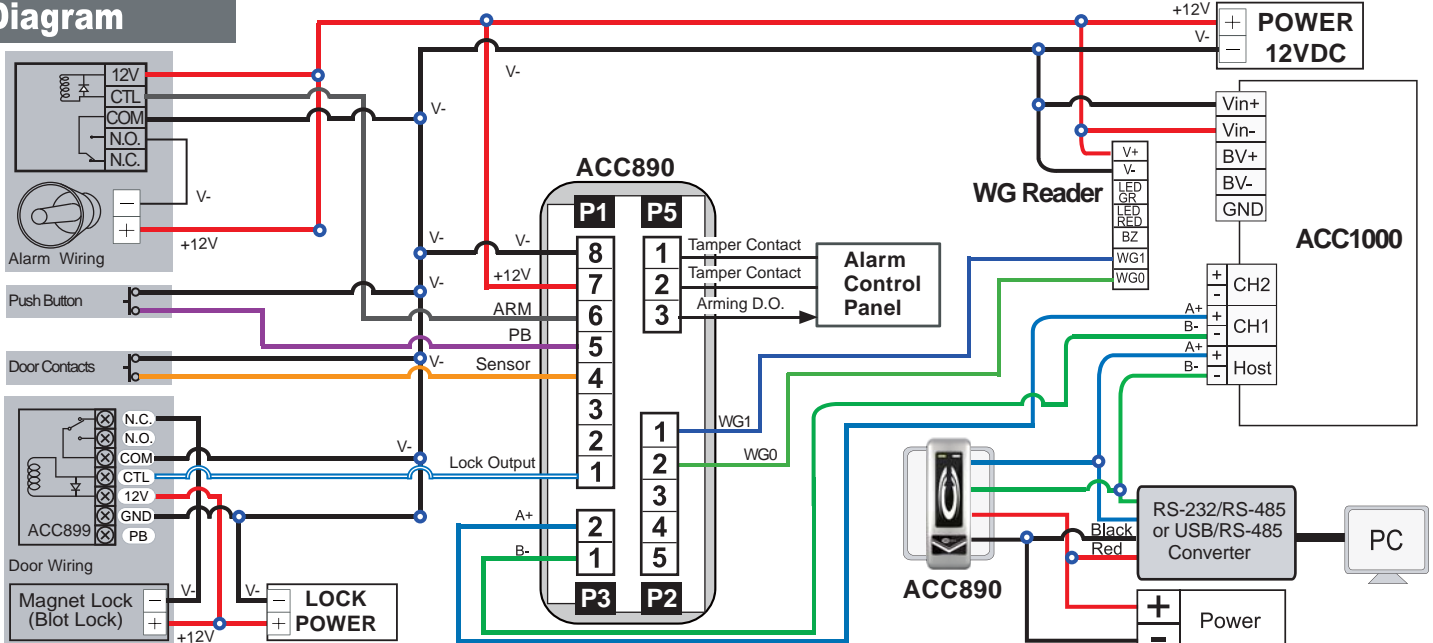 Diagram
12V
CTL
COM
N.O.
N.C.
V-
+12V
Alarm Wiring
Push Button
Door Contacts
N.C.
N.O.
COM
CTL
12V
GND
PB
ACC899
Door Wiring
Magnet Lock
(Blot Lock)
−
+
V-
+12V
V-
−
+
LOCK
POWER
V-
V-
V-
V-
V-
V-
ACC890
P1
P5
V-
8
+12V
7
ARM
6
PB
5
Sensor
4
3
2
Lock Output
1
A+
2
B-
1
P3
P2
1
2
3
Tamper Contact
Tamper Contact
Arming D.O.
Alarm
Control
Panel
1
2
3
4
5
WG1
WG0
WG Reader
V+
V-
LED
GR
LED
RED
BZ
WG1
WG0
+12V
V-
+
−
POWER
12VDC
Vin+
Vin-
BV+
BV-
GND
ACC1000
+
-
CH2
A+
B-
+
-
CH1
A+
B-
+
-
Host
ACC890
Black
Red
RS-232/RS-485
or USB/RS-485
Converter
PC
+
-
Power